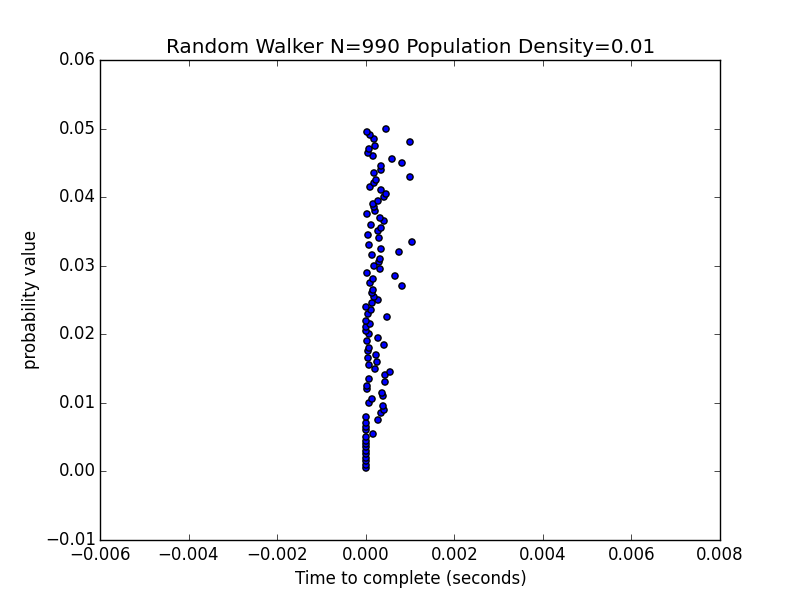 Random Walker N=990 Population Density=0.01
0.06
0.05
0.04
0.03
0.02
0.01
0.00
−0.01
probability value
−0.006 −0.004 −0.002 0.000 0.002 0.004 0.006 0.008
Time to complete (seconds)